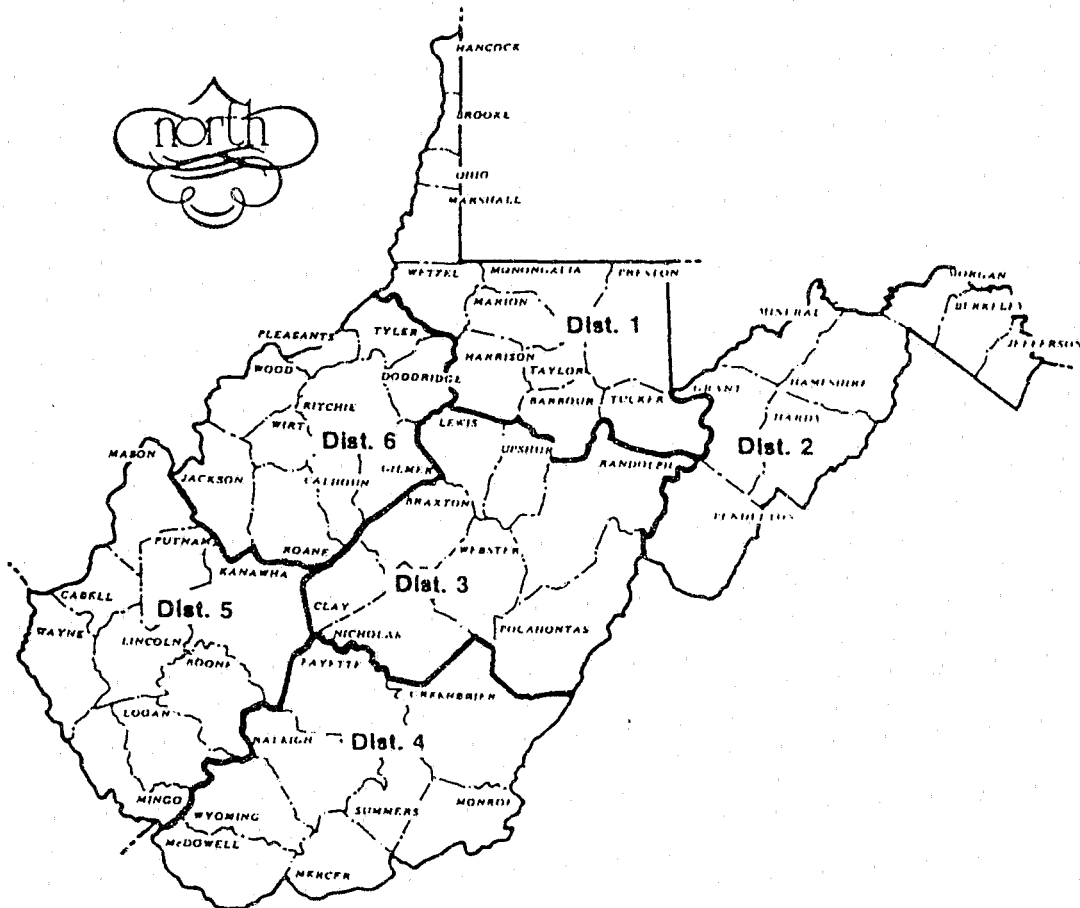 HANCOCK
north
BROOKE
OHIO
MARSHALL
WETZEL
MONONGALIA
PRESTON
MORGAN
MARION
BERKELEY
MINERAL
Dist. 1
PLEASANTS
TYLER
JEFFERSON
HARRISON
TAYLOR
WOOD
DODDRIDGE
GRANT
HAMPSHIRE
BARBOUR
TUCKER
RITCHIE
HARDY
WIRT
LEWIS
Dist. 6
UPSHUR
Dist. 2
MASON
GILMER
RANDOLPH
JACKSON
CALHOUN
BRAXTON
PENDLETON
PUTNAM
ROANE
WEBSTER
KANAWHA
Dist. 3
CABELL
CLAY
Dist. 5
WAYNE
NICHOLAS
POCAHONTAS
LINCOLN
BOONE
FAYETTE
GREENBRIER
LOGAN
RALEIGH
Dist. 4
MINGO
MONROE
WYOMING
SUMMERS
McDOWELL
MERCER